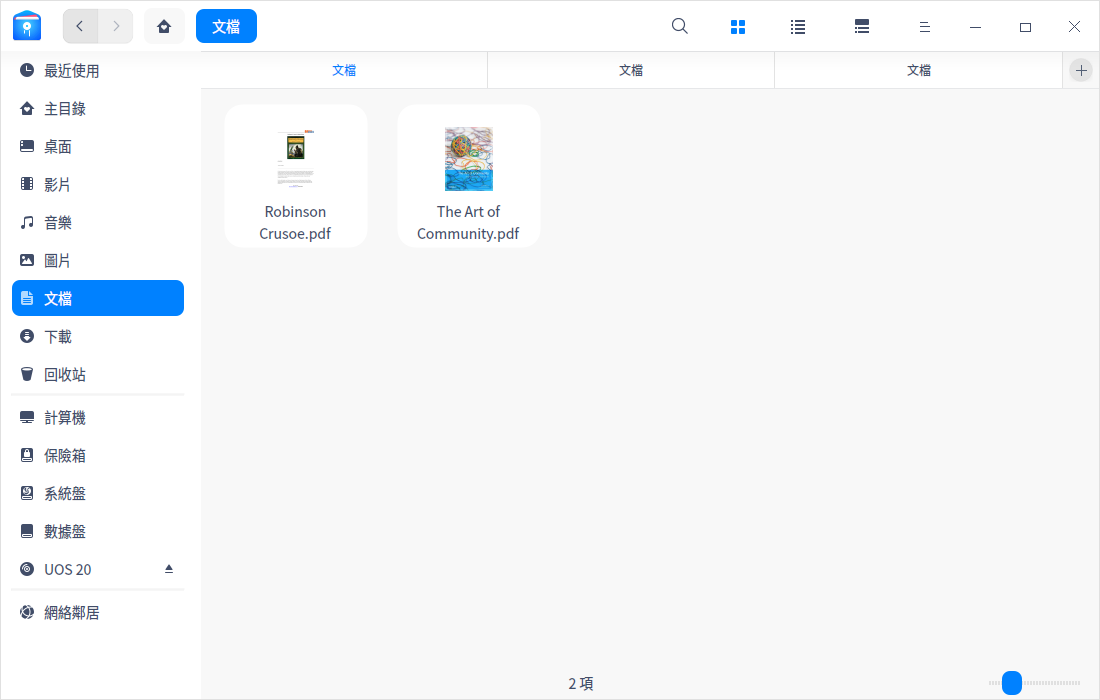 文檔
最近使用
主目錄
桌面
影片
音樂
圖片
文檔
下載
回收站
計算機
保險箱
系統盤
數據盤
UOS 20
網絡鄰居
文檔
文檔
文檔
Robinson
Crusoe.pdf
The Art of
Community.pdf
2 項